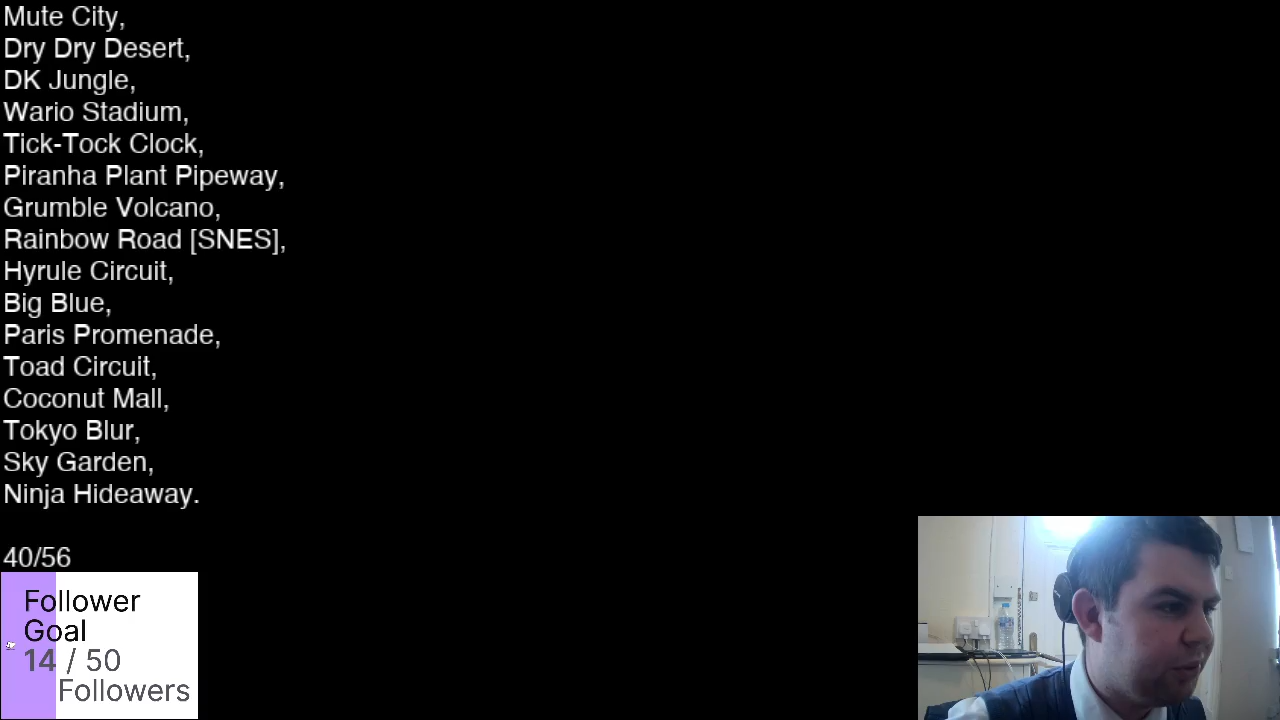 Mute City,
Dry Dry Desert,
DK Jungle,
Wario Stadium,
Tick-Tock Clock,
Piranha Plant Pipeway,
Grumble Volcano,
Rainbow Road [SNES],
Hyrule Circuit,
Big Blue,
Paris Promenade,
Toad Circuit,
Coconut Mall,
Tokyo Blur,
Sky Garden,
Ninja Hideaway.
40/56
Follower
Goal
14 / 50
Followers